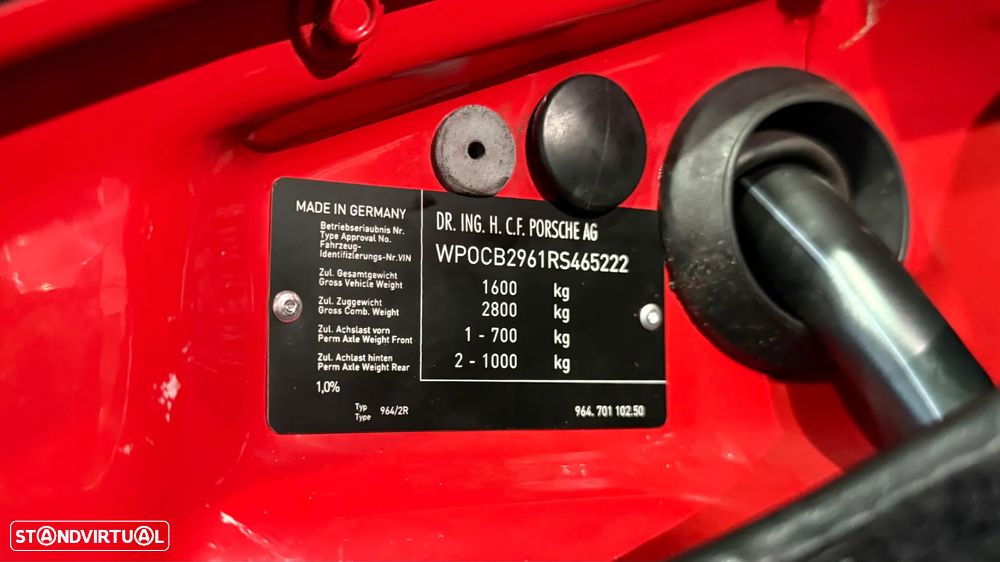 MADE IN GERMANY
Betriebseriaubnis Nr.
Type Approval No.
Fahrzeug-
Identifizierungs-Nr.VIN
Zul. Gesamtgewicht
Gross Vehicle Weight
Zul. Zuggewicht
Gross Comb. Weight
Zul. Achslast vorn
Perm Axle Weight Front
Zul. Achlast hinten
Perm Axle Weight Rear
1,0%
Typ
Type 964/2R
DR. ING. H. C.F. PORSCHE AG
WP0CB2961RS465222
1600 kg
2800 kg
1 - 700 kg
2 - 1000 kg
964. 701 102.50
STANDVIRTUAL